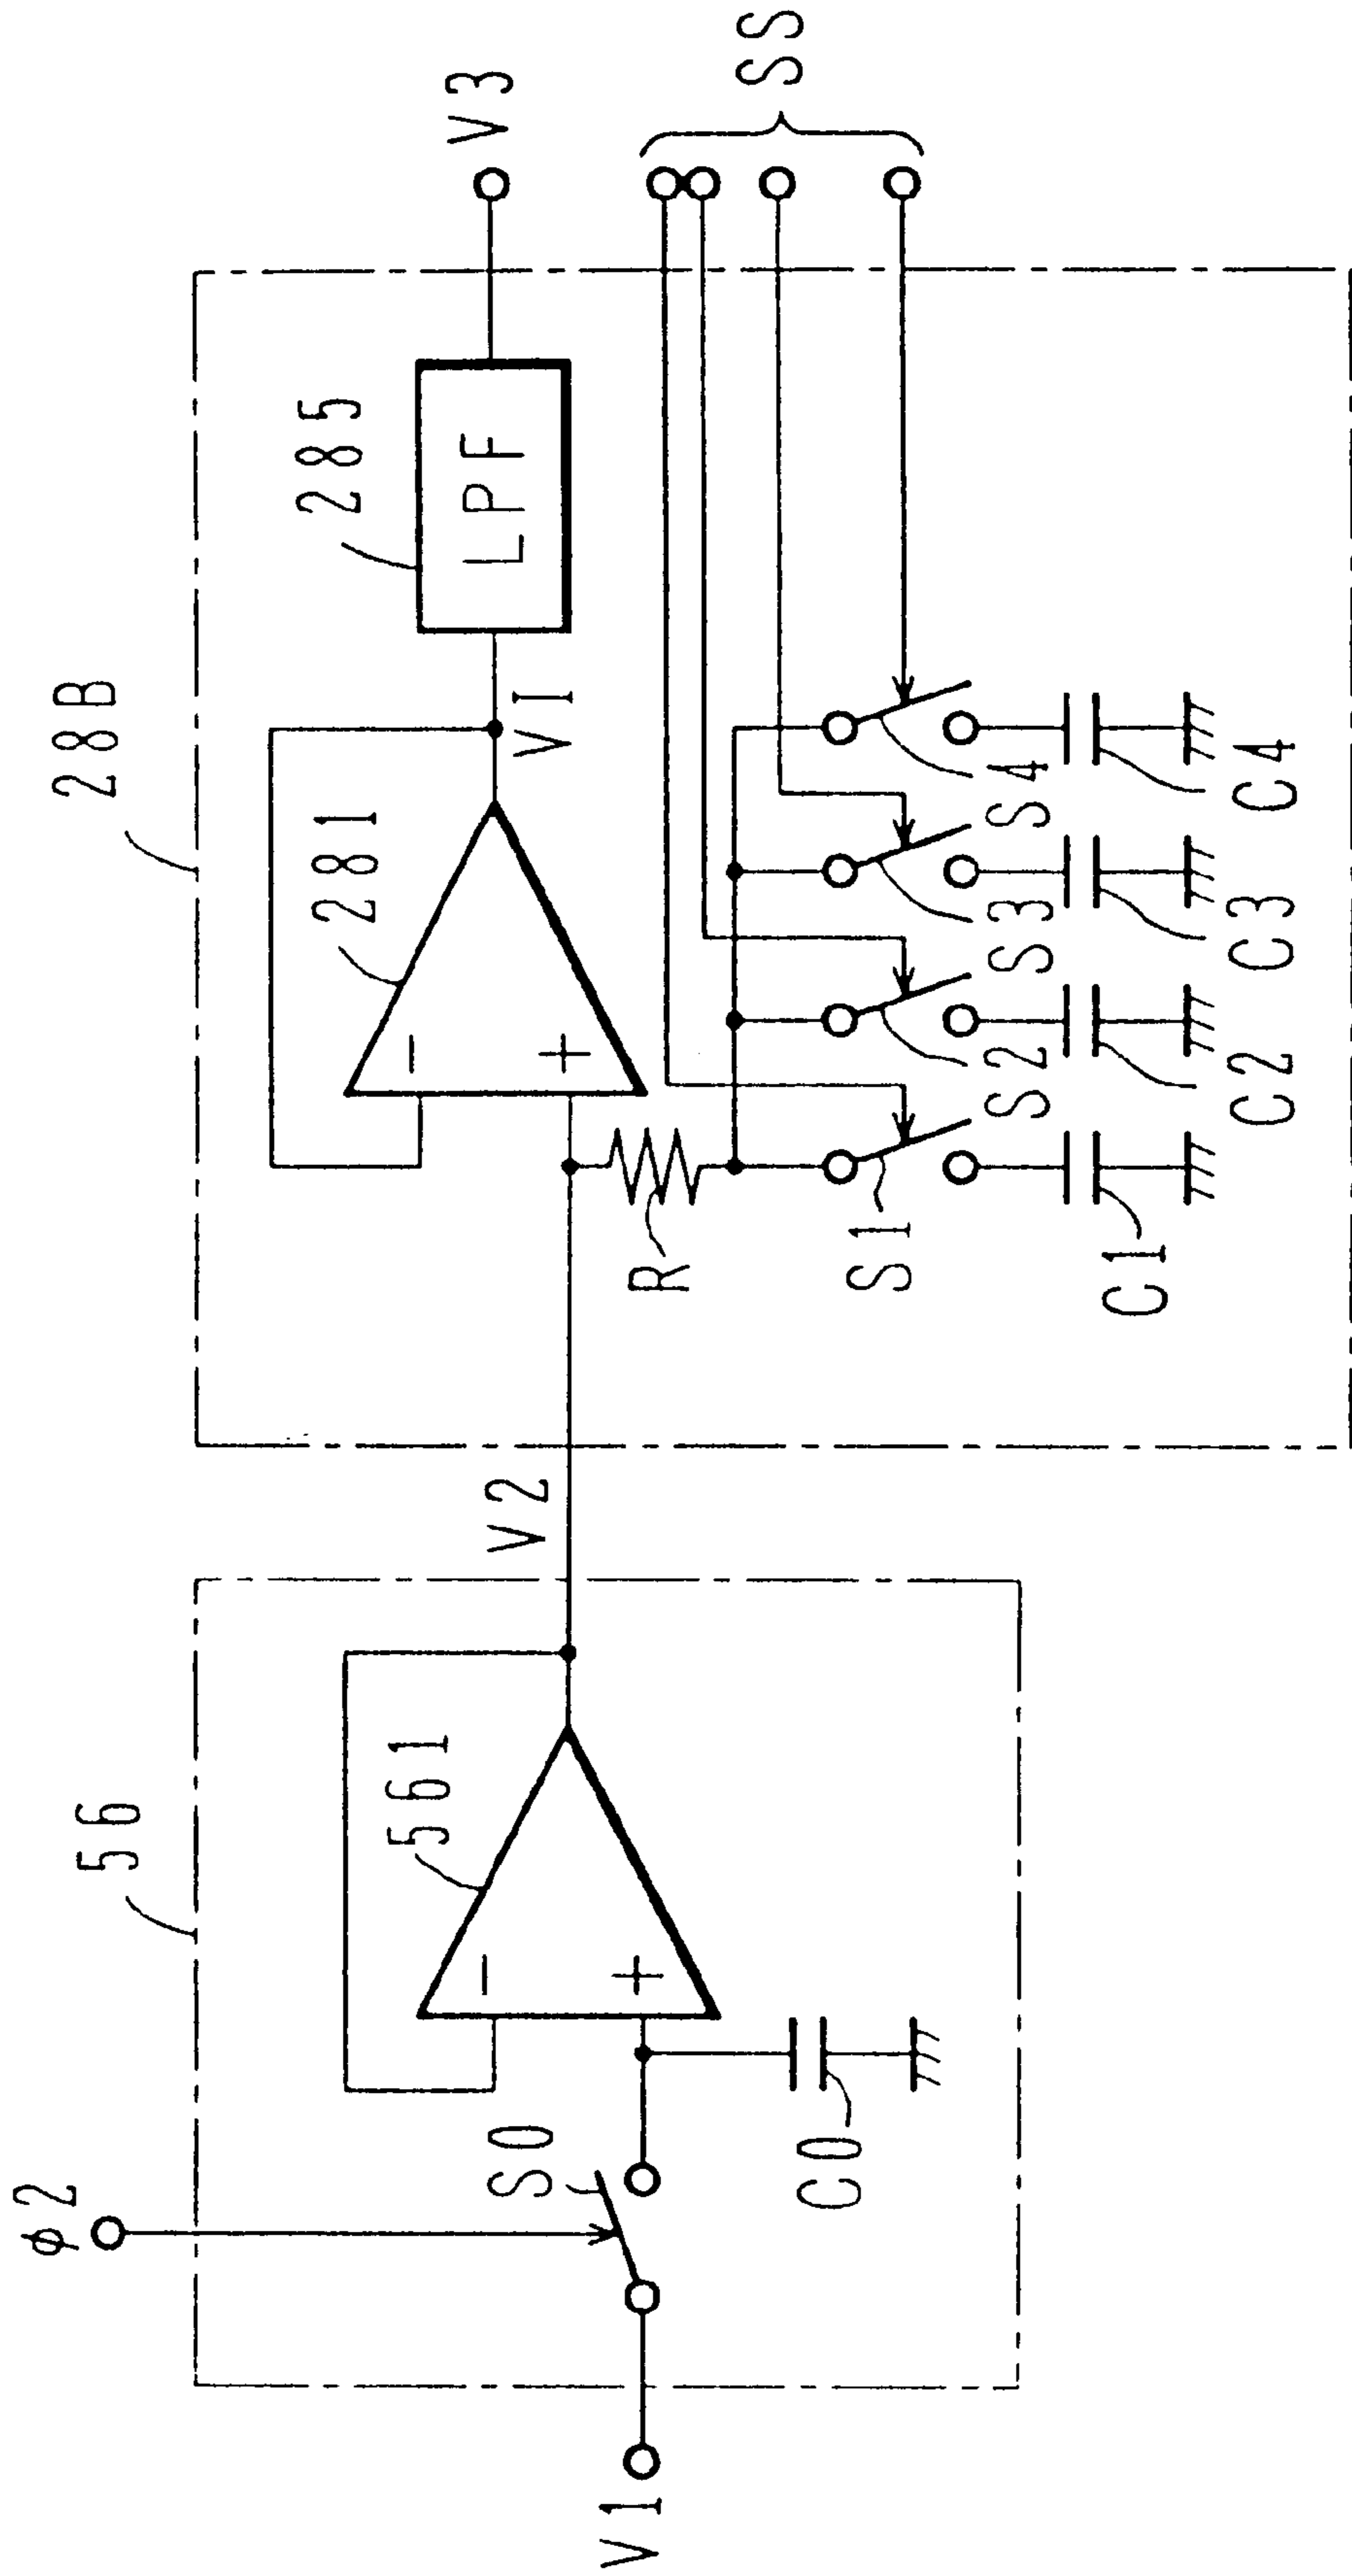 28B
56
φ2
281
285
LPF
V3
561
VI
V2
SS
S0
R
V1
C0
S1
S2
S3
S4
C1
C2
C3
C4
-
+
-
+